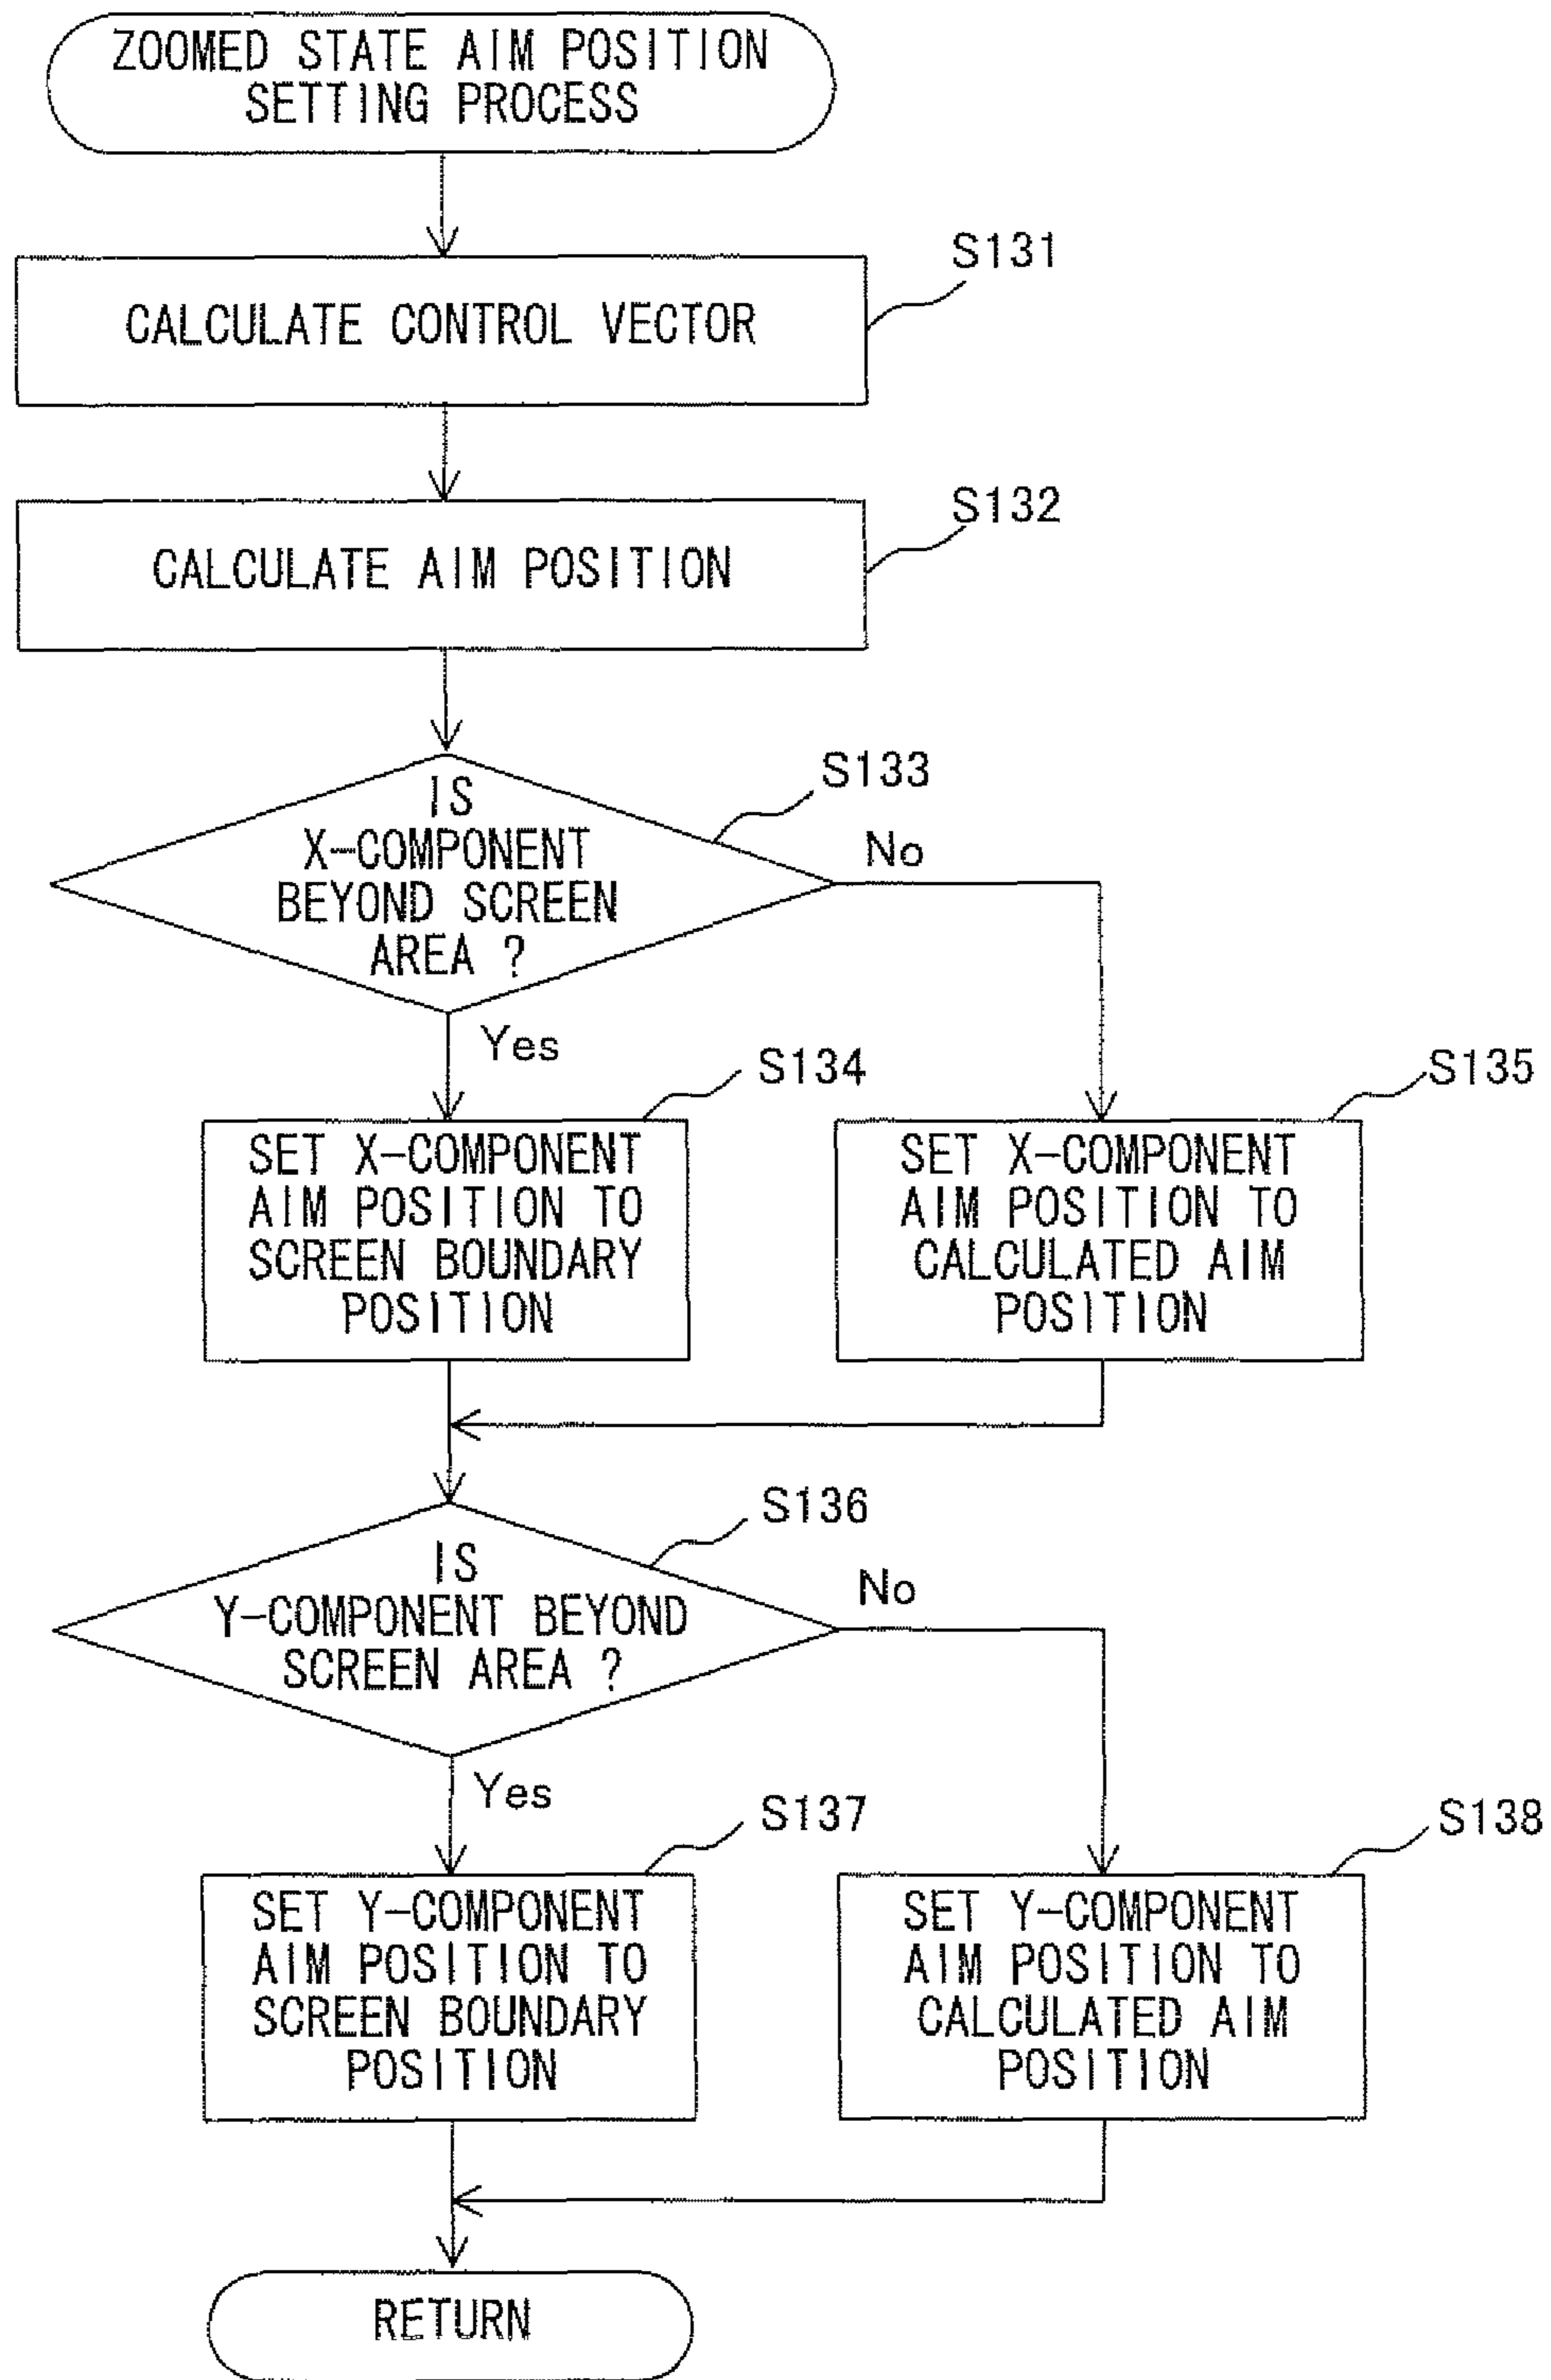 ZOOMED STATE AIM POSITION
SETTING PROCESS
S131
CALCULATE CONTROL VECTOR
S132
CALCULATE AIM POSITION
S133
IS
X-COMPONENT
BEYOND SCREEN
AREA ?
No
Yes
S134
SET X-COMPONENT
AIM POSITION TO
SCREEN BOUNDARY
POSITION
S135
SET X-COMPONENT
AIM POSITION TO
CALCULATED AIM
POSITION
S136
IS
Y-COMPONENT BEYOND
SCREEN AREA ?
No
Yes
S137
SET Y-COMPONENT
AIM POSITION TO
SCREEN BOUNDARY
POSITION
S138
SET Y-COMPONENT
AIM POSITION TO
CALCULATED AIM
POSITION
RETURN